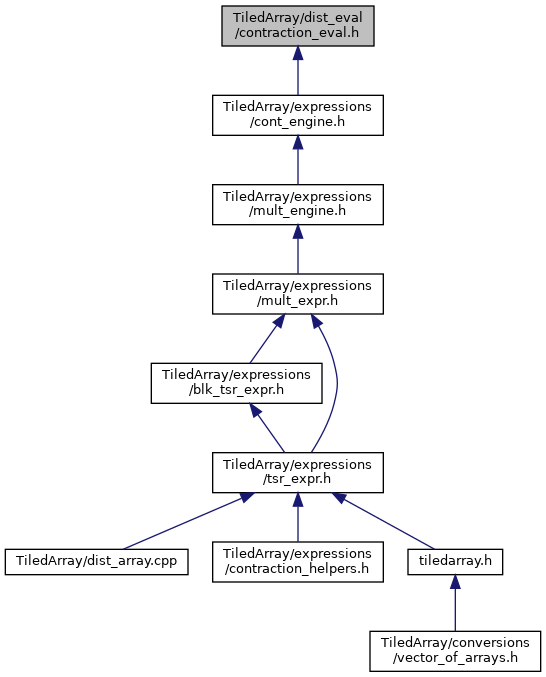 TiledArray/dist_eval
/contraction_eval.h
TiledArray/expressions
/cont_engine.h
TiledArray/expressions
/mult_engine.h
TiledArray/expressions
/mult_expr.h
TiledArray/expressions
/blk_tsr_expr.h
TiledArray/expressions
/tsr_expr.h
TiledArray/dist_array.cpp
TiledArray/expressions
/contraction_helpers.h
tiledarray.h
TiledArray/conversions
/vector_of_arrays.h